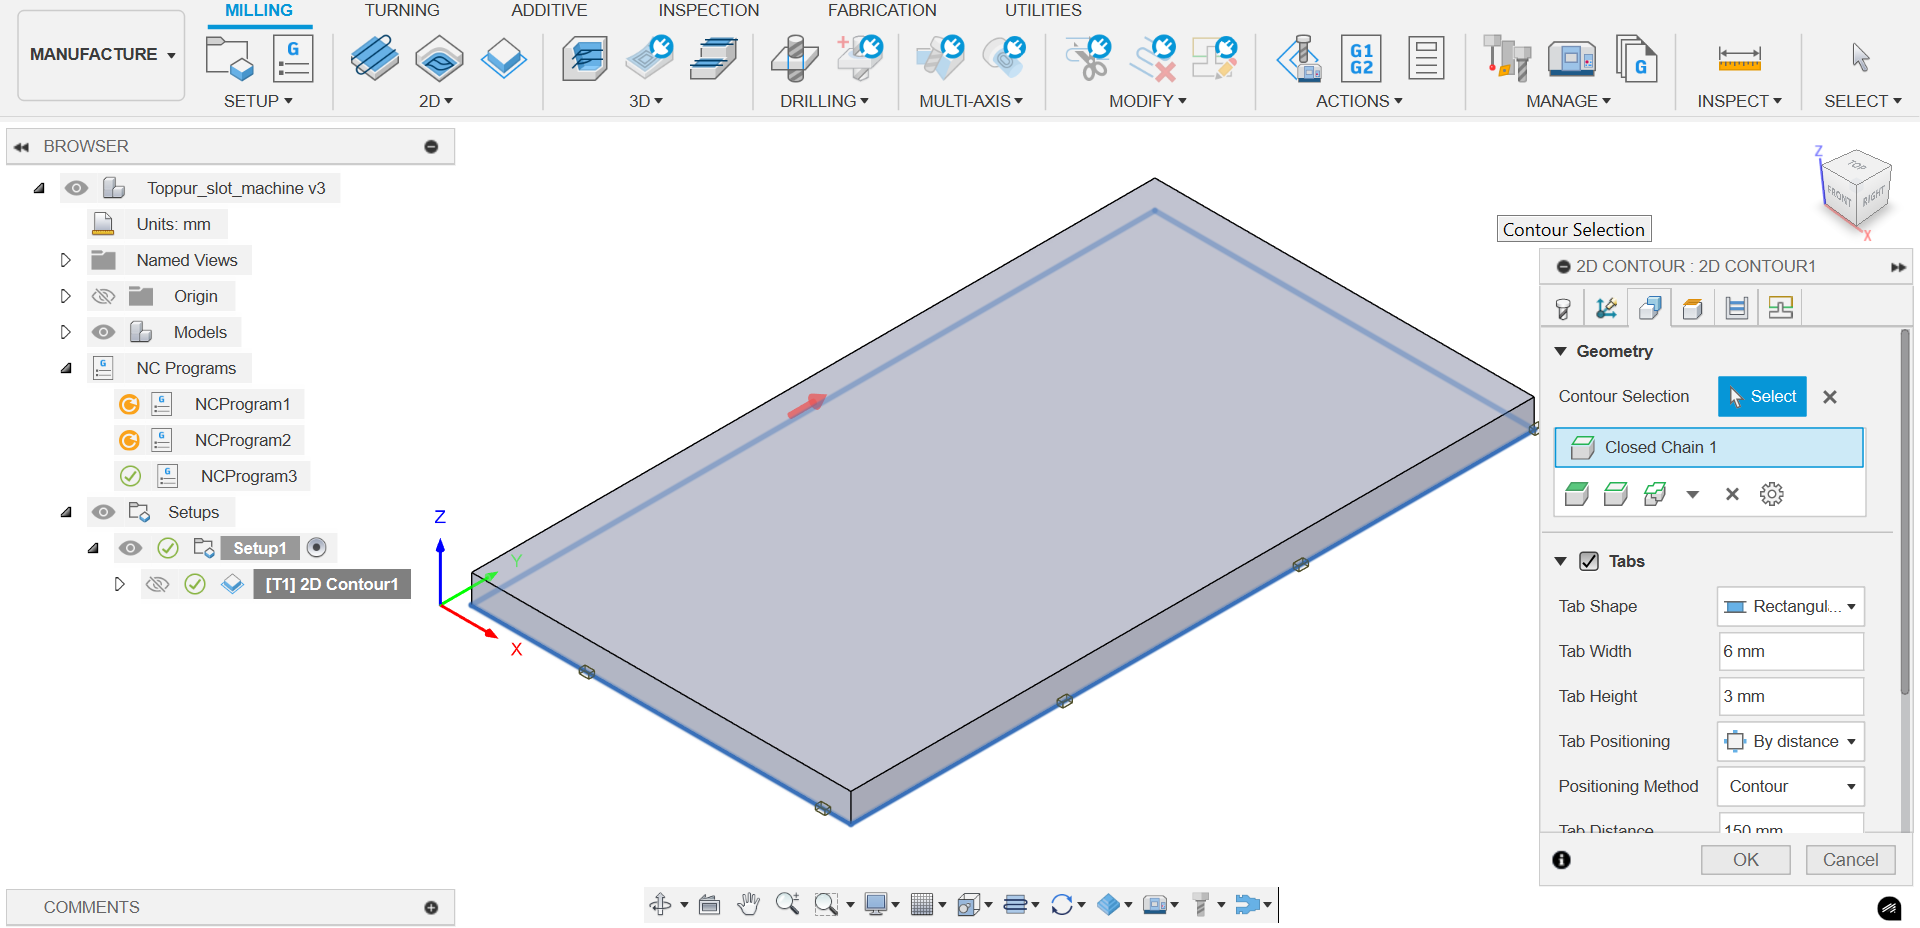 MILLING TURNING ADDITIVE INSPECTION FABRICATION UTILITIES
MANUFACTURE
G
G1
G2
G
SETUP 2D 3D DRILLING MULTI-AXIS MODIFY ACTIONS MANAGE INSPECT SELECT
BROWSER
Toppur_slot_machine v3
Units: mm
Named Views
Origin
Models
G NC Programs
G NCProgram1
G NCProgram2
G NCProgram3
Setups
Setup1
[T1] 2D Contour1
COMMENTS
Z
Y
X
Z
TOP
FRONT
RIGHT
X
Contour Selection
2D CONTOUR : 2D CONTOUR1
Geometry
Contour Selection Select
Closed Chain 1
Tabs
Tab Shape Rectangul...
Tab Width 6 mm
Tab Height 3 mm
Tab Positioning By distance
Positioning Method Contour
Tab Distance 150 mm
OK Cancel